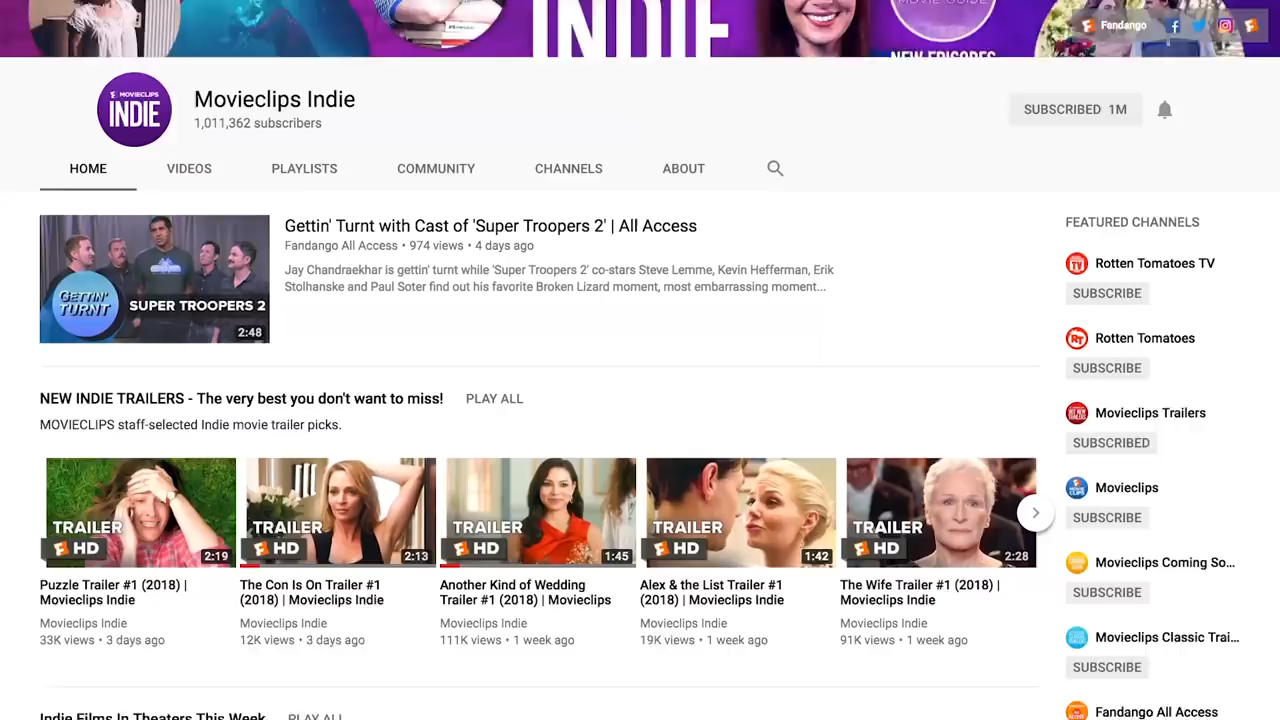 INDIE
MOVIE GUIDE
NEW EPISODES
Fandango
MOVIECLIPS
INDIE
Movieclips Indie
1,011,362 subscribers
SUBSCRIBED 1M
HOME VIDEOS PLAYLISTS COMMUNITY CHANNELS ABOUT
GETTIN'
TURNT
SUPER TROOPERS 2
2:48
Gettin' Turnt with Cast of 'Super Troopers 2' | All Access
Fandango All Access • 974 views • 4 days ago
Jay Chandraekhar is gettin' turnt while 'Super Troopers 2' co-stars Steve Lemme, Kevin Hefferman, Erik
Stolhanske and Paul Soter find out his favorite Broken Lizard moment, most embarrassing moment...
NEW INDIE TRAILERS - The very best you don't want to miss! PLAY ALL
MOVIECLIPS staff-selected Indie movie trailer picks.
TRAILER
HD
2:19
Puzzle Trailer #1 (2018) |
Movieclips Indie
Movieclips Indie
33K views • 3 days ago
TRAILER
HD
2:13
The Con Is On Trailer #1
(2018) | Movieclips Indie
Movieclips Indie
12K views • 3 days ago
TRAILER
HD
1:45
Another Kind of Wedding
Trailer #1 (2018) | Movieclips
Movieclips Indie
111K views • 1 week ago
TRAILER
HD
1:42
Alex & the List Trailer #1
(2018) | Movieclips Indie
Movieclips Indie
19K views • 1 week ago
TRAILER
HD
2:28
The Wife Trailer #1 (2018) |
Movieclips Indie
Movieclips Indie
91K views • 1 week ago
Indie Films In Theaters This Week PLAY ALL
FEATURED CHANNELS
Rotten Tomatoes TV
SUBSCRIBE
Rotten Tomatoes
SUBSCRIBE
Movieclips Trailers
SUBSCRIBED
Movieclips
SUBSCRIBE
Movieclips Coming So...
SUBSCRIBE
Movieclips Classic Trai...
SUBSCRIBE
Fandango All Access